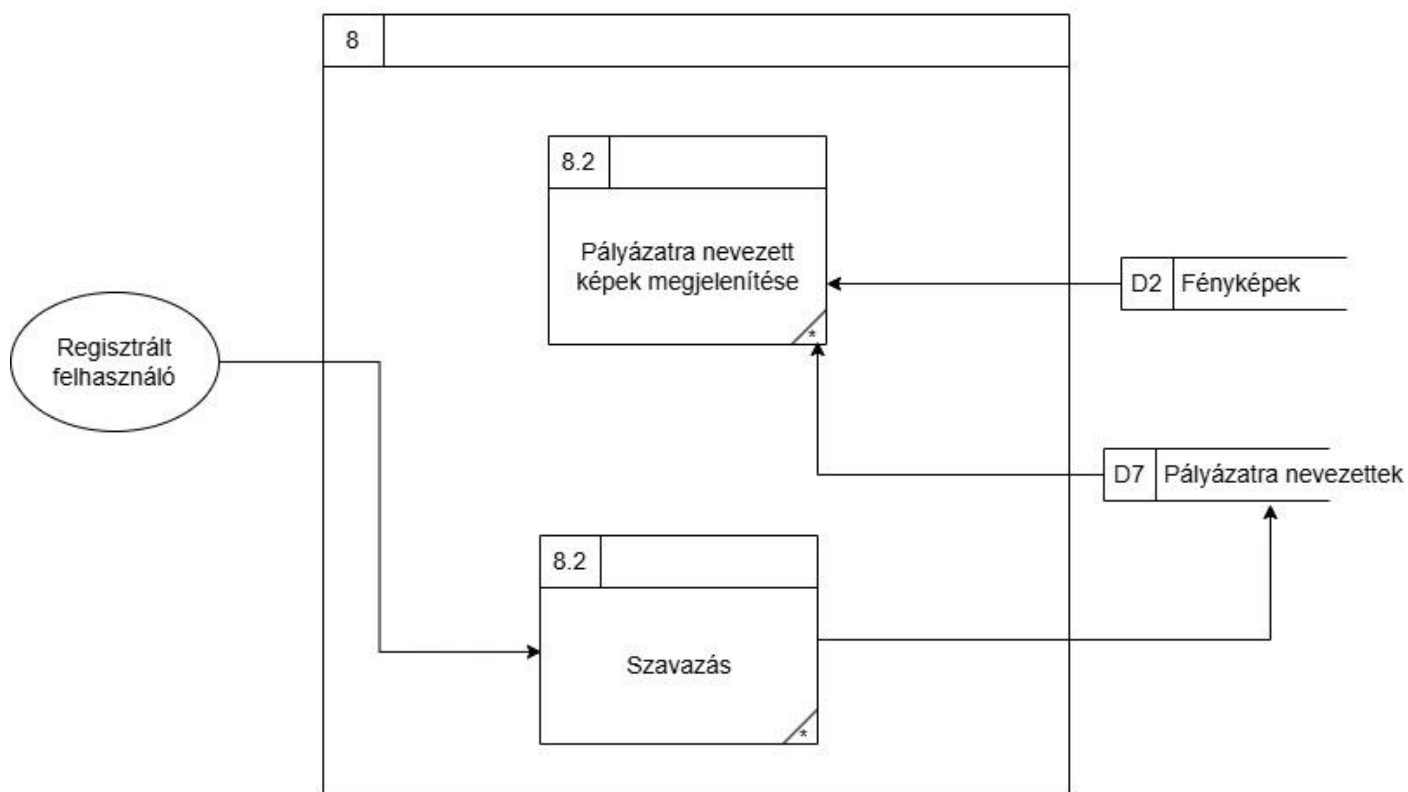 8
8.2
Pályázatra nevezett
képek megjelenítése
*
D2 Fényképek
Regisztrált
felhasználó
D7 Pályázatra nevezettek
8.2
Szavazás
*